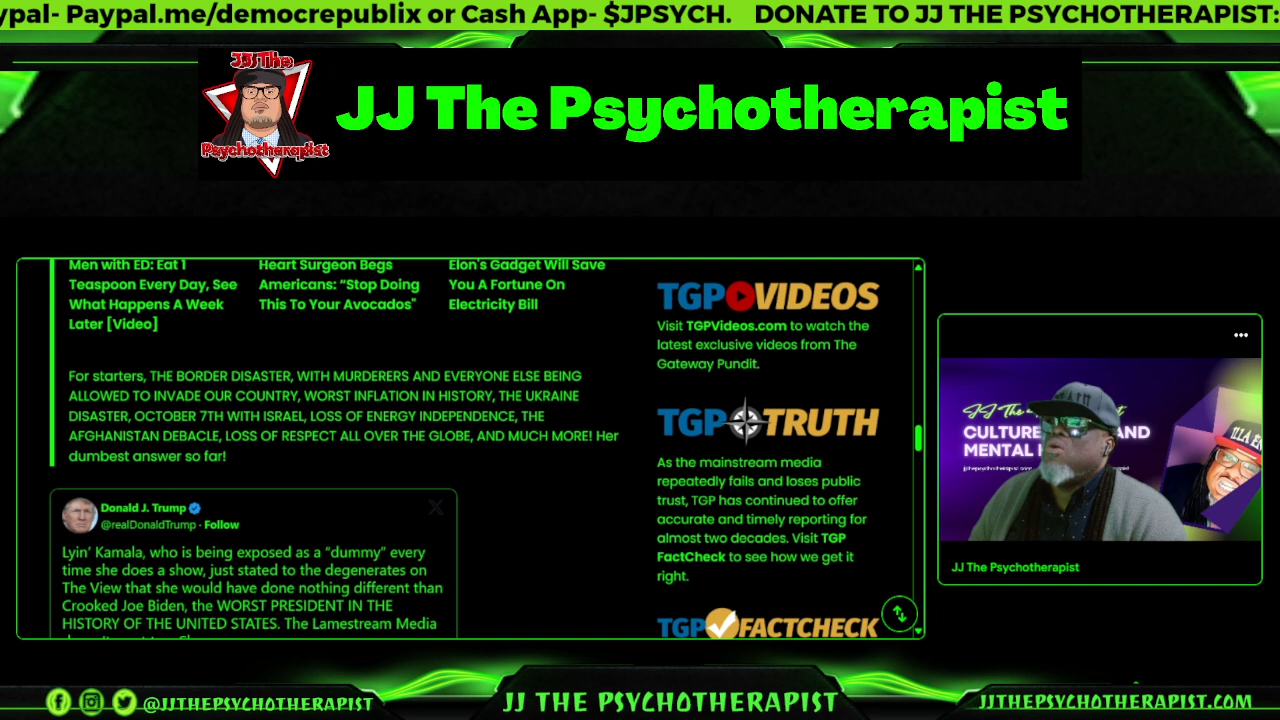 ypal- Paypal.me/democrepublix or Cash App- $JPSYCH. DONATE TO JJ THE PSYCHOTHERAPIST.
JJ The
Psychotherapist
JJ The Psychotherapist
Men with ED: Eat 1
Teaspoon Every Day, See
What Happens A Week
Later [Video]
Heart Surgeon Begs
Americans: “Stop Doing
This To Your Avocados"
Elon's Gadget Will Save
You A Fortune On
Electricity Bill
For starters, THE BORDER DISASTER, WITH MURDERERS AND EVERYONE ELSE BEING
ALLOWED TO INVADE OUR COUNTRY, WORST INFLATION IN HISTORY, THE UKRAINE
DISASTER, OCTOBER 7TH WITH ISRAEL, LOSS OF ENERGY INDEPENDENCE, THE
AFGHANISTAN DEBACLE, LOSS OF RESPECT ALL OVER THE GLOBE, AND MUCH MORE! Her
dumbest answer so far!
Donald J. Trump
@realDonaldTrump · Follow
Lyin’ Kamala, who is being exposed as a “dummy” every
time she does a show, just stated to the degenerates on
The View that she would have done nothing different than
Crooked Joe Biden, the WORST PRESIDENT IN THE
HISTORY OF THE UNITED STATES. The Lamestream Media
TGP VIDEOS
Visit TGPVideos.com to watch the
latest exclusive videos from The
Gateway Pundit.
TGP TRUTH
As the mainstream media
repeatedly fails and loses public
trust, TGP has continued to offer
accurate and timely reporting for
almost two decades. Visit TGP
FactCheck to see how we get it
right.
TGP FACTCHECK
JJ The
CULTURE AND
MENTAL
ILLA
JJ The Psychotherapist
@JJTHEPSYCHOTHERAPIST
JJ THE PSYCHOTHERAPIST
JJTHEPSYCHOTHERAPIST.COM